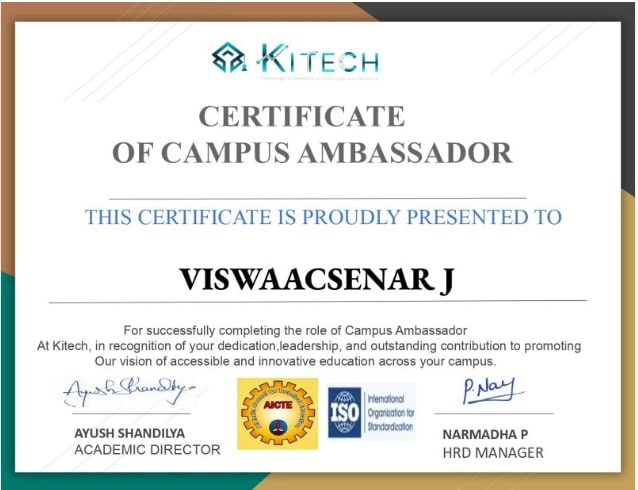 KITECH
CERTIFICATE
OF CAMPUS AMBASSADOR
THIS CERTIFICATE IS PROUDLY PRESENTED TO
VISWAACSENAR J
For successfully completing the role of Campus Ambassador
At Kitech, in recognition of your dedication,leadership, and outstanding contribution to promoting
Our vision of accessible and innovative education across your campus.
Ayush Shandilya
P. Nay
AICTE
ISO
International
Organization for
Standardization
AYUSH SHANDILYA
ACADEMIC DIRECTOR
NARMADHA P
HRD MANAGER